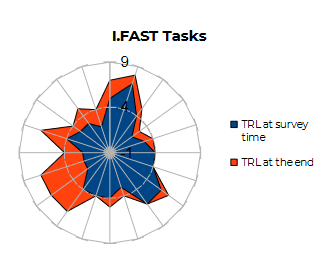 I.FAST Tasks
9
4
-1
TRL at survey
time
TRL at the end